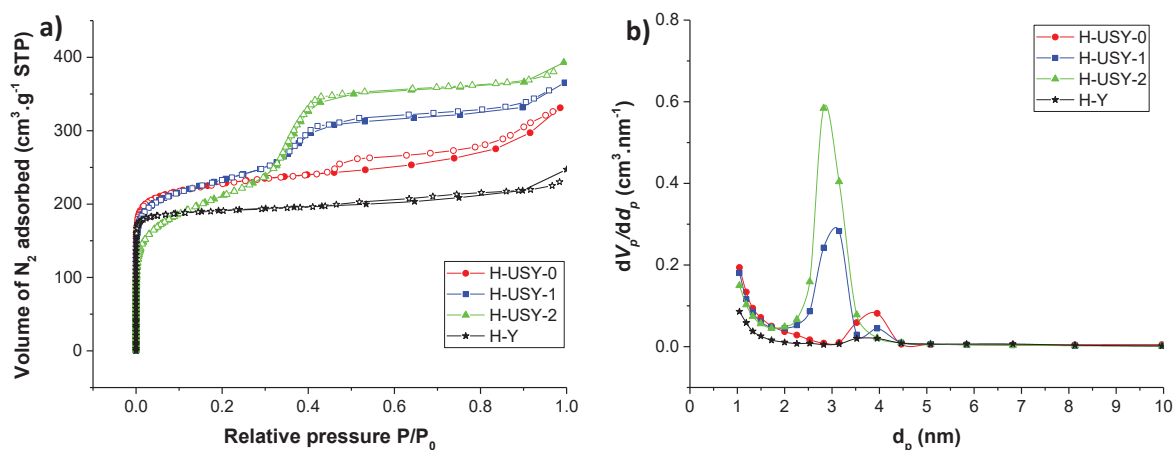 a)
Volume of N₂ adsorbed (cm³.g⁻¹ STP)
400
300
200
100
0
0.0 0.2 0.4 0.6 0.8 1.0
Relative pressure P/P₀
H-USY-0
H-USY-1
H-USY-2
H-Y
b)
dVₚ/ddₚ (cm³.nm⁻¹)
0.8
0.6
0.4
0.2
0.0
0 1 2 3 4 5 6 7 8 9 10
dₚ (nm)
H-USY-0
H-USY-1
H-USY-2
H-Y